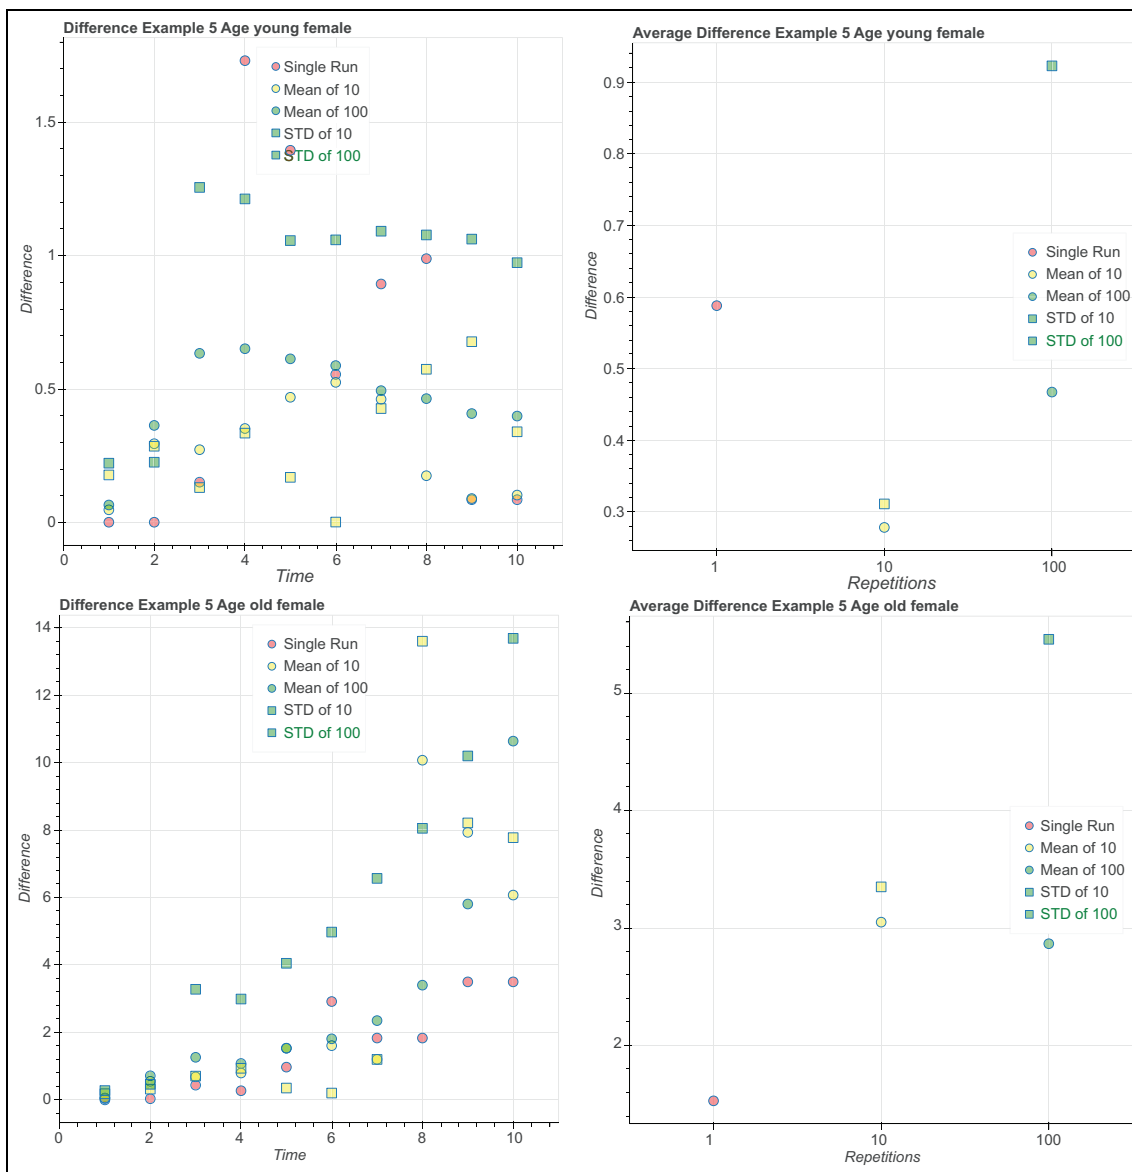 Difference Example 5 Age young female
Single Run
Mean of 10
Mean of 100
STD of 10
STD of 100
Difference
1.5
1
0.5
0
0
2
4
6
8
10
Time
Average Difference Example 5 Age young female
Single Run
Mean of 10
Mean of 100
STD of 10
STD of 100
Difference
0.9
0.8
0.7
0.6
0.5
0.4
0.3
1
10
100
Repetitions
Difference Example 5 Age old female
Single Run
Mean of 10
Mean of 100
STD of 10
STD of 100
Difference
14
12
10
8
6
4
2
0
0
2
4
6
8
10
Time
Average Difference Example 5 Age old female
Single Run
Mean of 10
Mean of 100
STD of 10
STD of 100
Difference
5
4
3
2
1
10
100
Repetitions